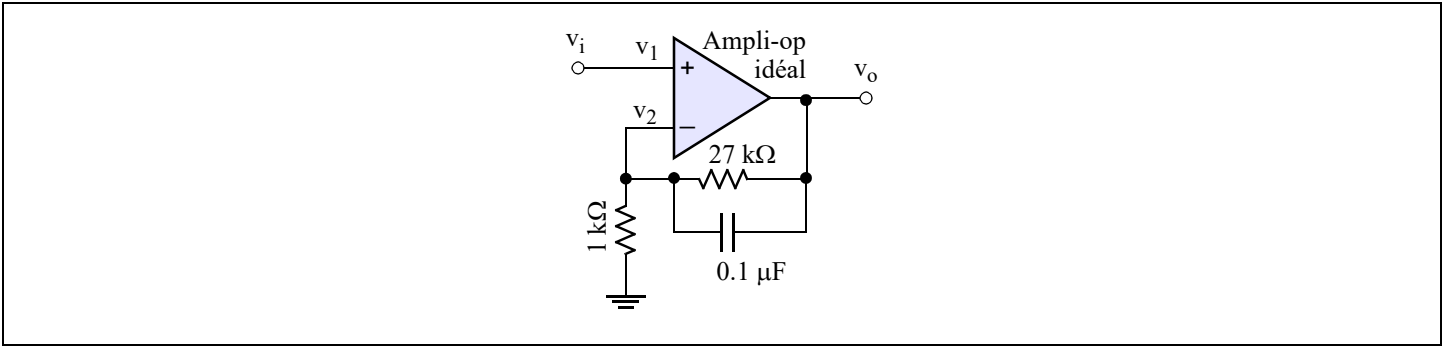 Ampli-op
idéal
vi
v1
+
vo
v2
−
27 kΩ
1 kΩ
0.1 µF